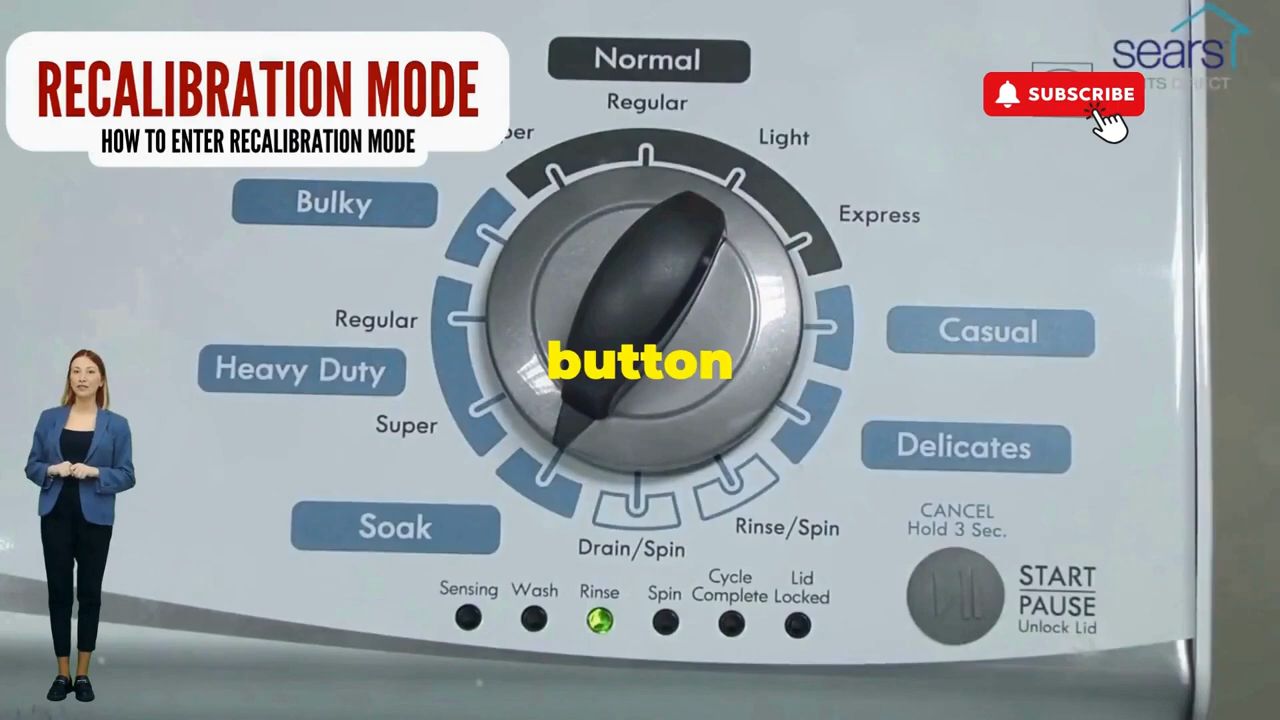 sears
RECALIBRATION MODE
HOW TO ENTER RECALIBRATION MODE
SUBSCRIBE
DIRECT
Normal
Regular
Light
Bulky
Express
Regular
Casual
Heavy Duty
button
Super
Delicates
Soak
Rinse/Spin
Drain/Spin
CANCEL
Hold 3 Sec.
Sensing
Wash
Rinse
Spin
Cycle
Complete
Lid
Locked
START
PAUSE
Unlock Lid